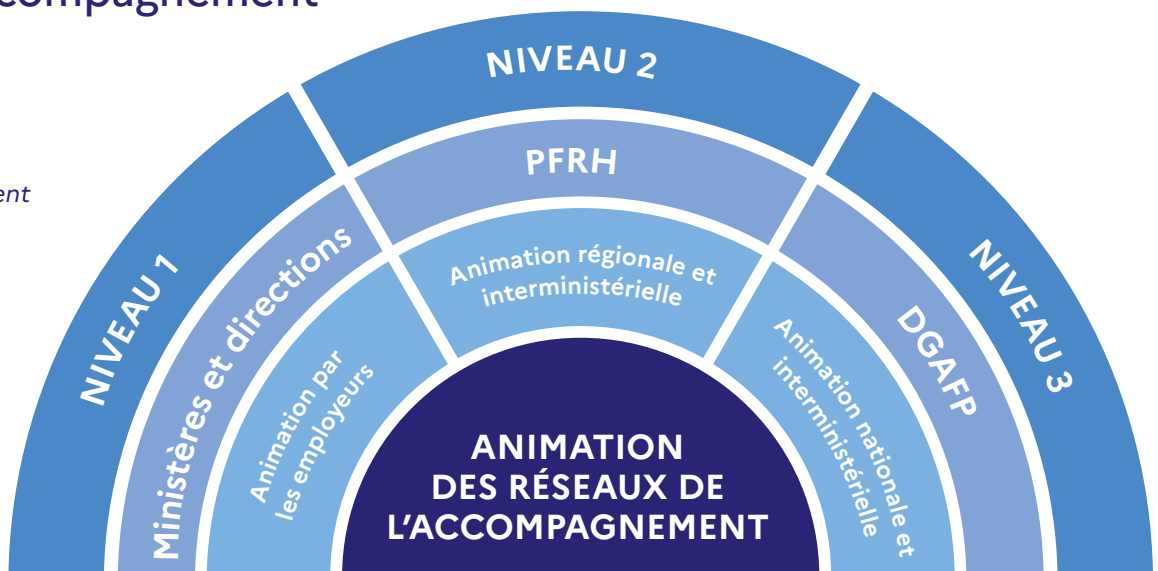 compagnement
ent
NIVEAU 1
Ministères et directions
Animation par
les employeurs
NIVEAU 2
PFRH
Animation régionale et
interministérielle
NIVEAU 3
DGAFP
Animation nationale et
interministérielle
ANIMATION
DES RÉSEAUX DE
L'ACCOMPAGNEMENT